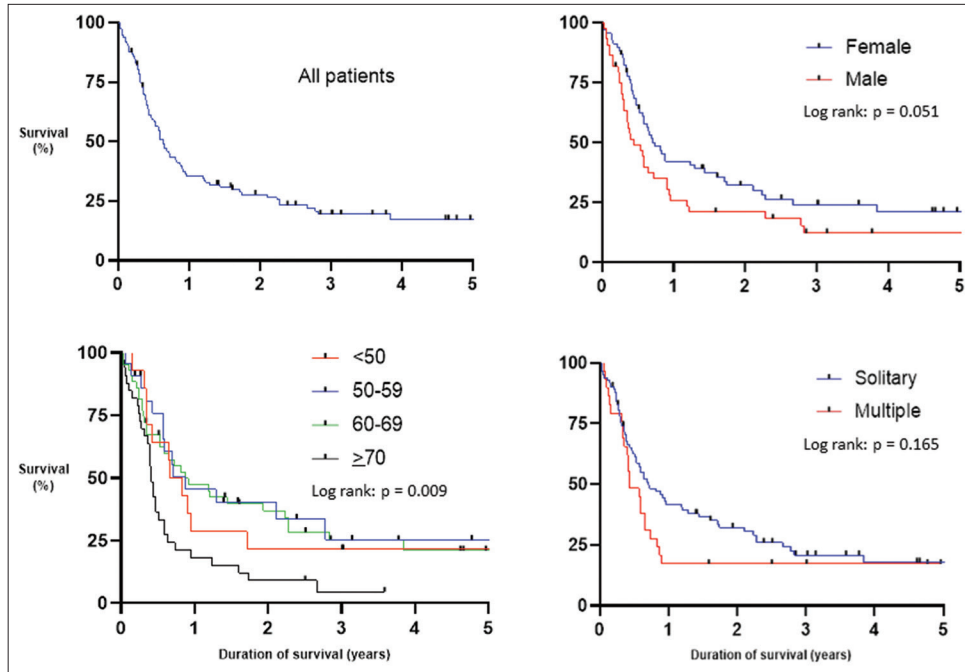 100
75
50
25
0
Survival
(%)
All patients
0 1 2 3 4 5
100
75
50
25
0
Female
Male
Log rank: p = 0.051
0 1 2 3 4 5
100
75
50
25
0
Survival
(%)
<50
50-59
60-69
≥70
Log rank: p = 0.009
0 1 2 3 4 5
Duration of survival (years)
100
75
50
25
0
Solitary
Multiple
Log rank: p = 0.165
0 1 2 3 4 5
Duration of survival (years)